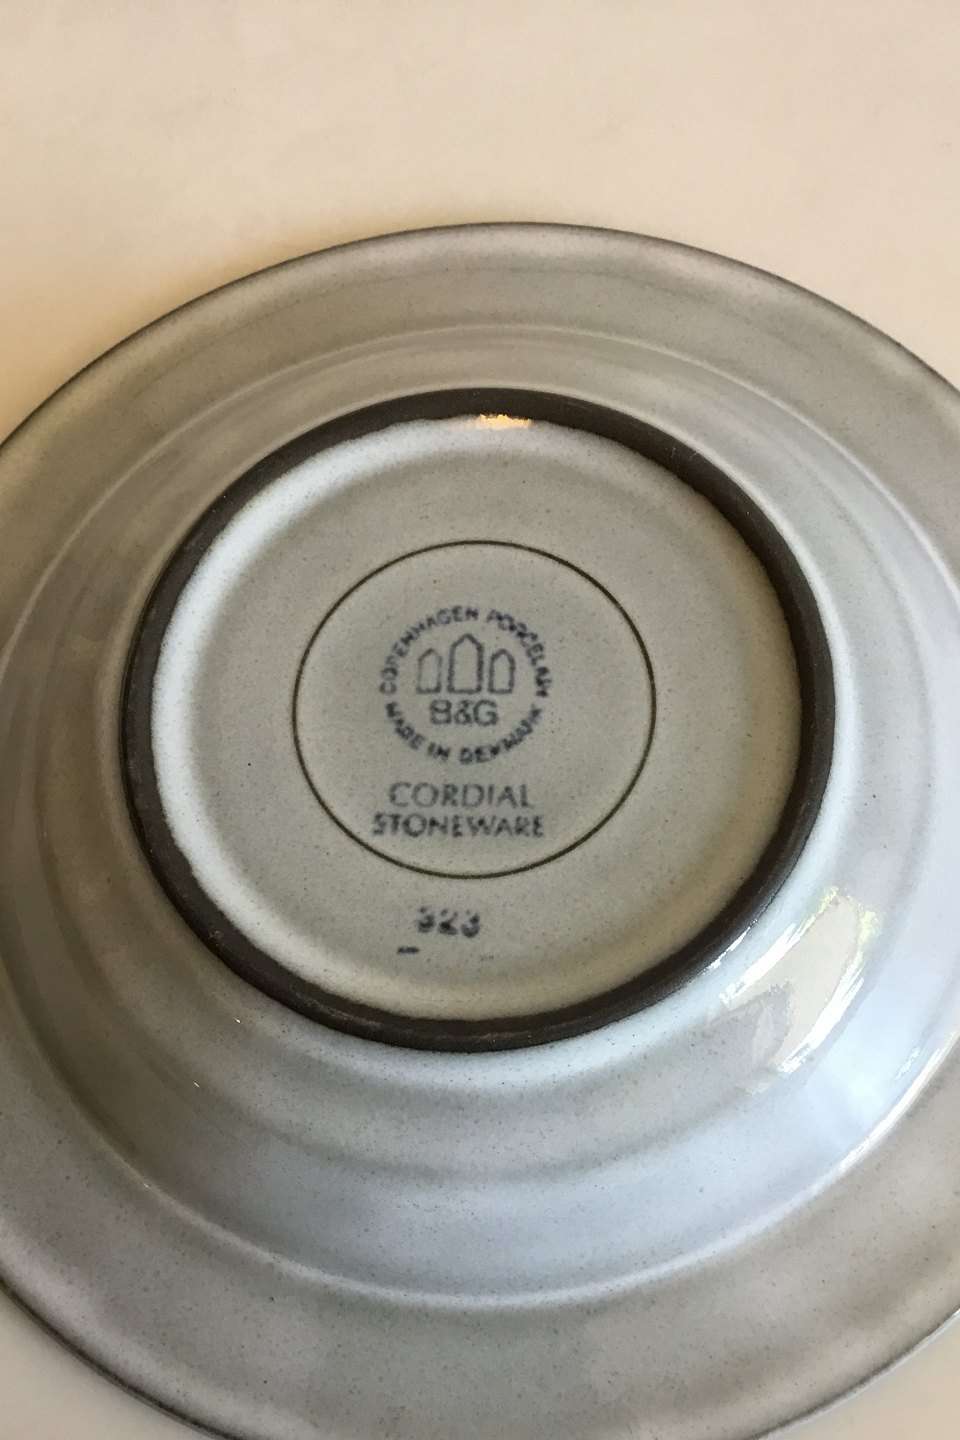 COPENHAGEN PORCELAIN
B&G
MADE IN DENMARK
CORDIAL
STONEWARE
323